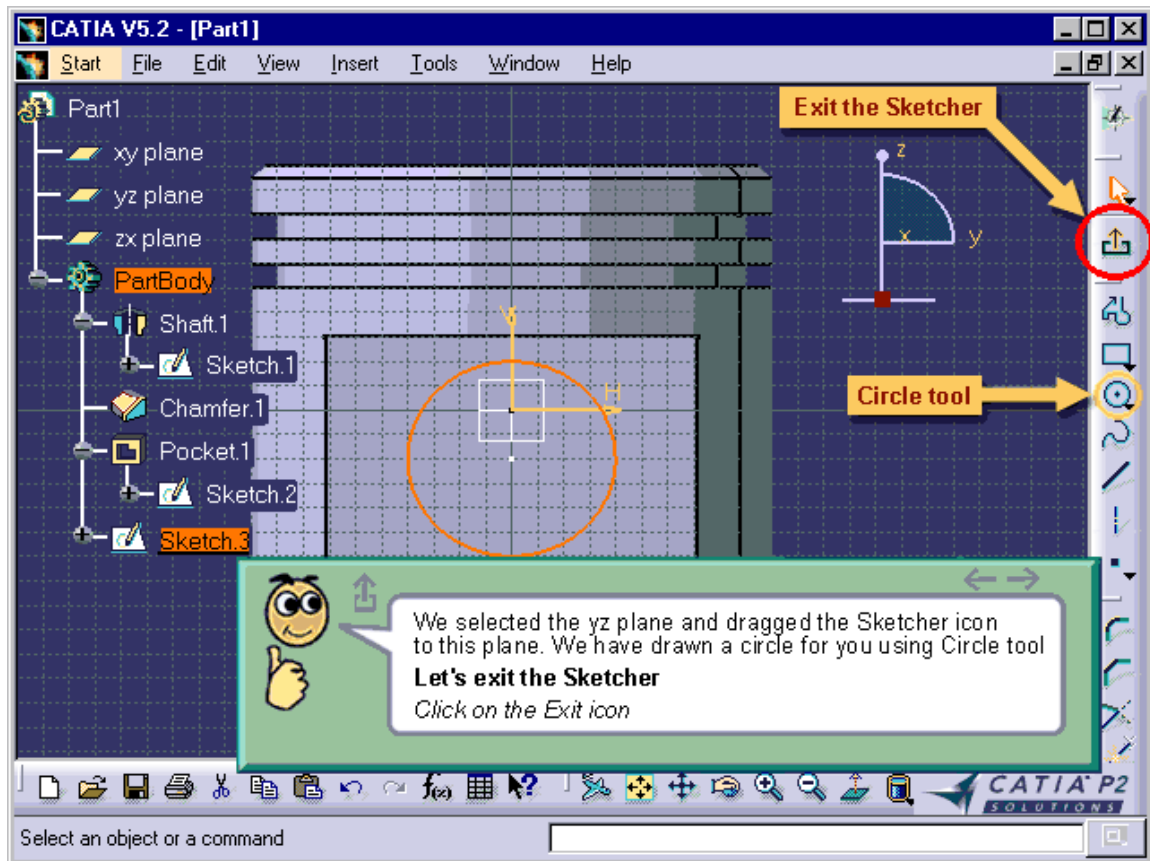 CATIA V5.2 - [Part1]
Start File Edit View Insert Tools Window Help
Part1
xy plane
yz plane
zx plane
PartBody
Shaft.1
Sketch.1
Chamfer.1
Pocket.1
Sketch.2
Sketch.3
V
H
Exit the Sketcher
z
x y
Circle tool
We selected the yz plane and dragged the Sketcher icon
to this plane. We have drawn a circle for you using Circle tool
Let's exit the Sketcher
Click on the Exit icon
f(x) ?
CATIA P2
SOLUTIONS
Select an object or a command